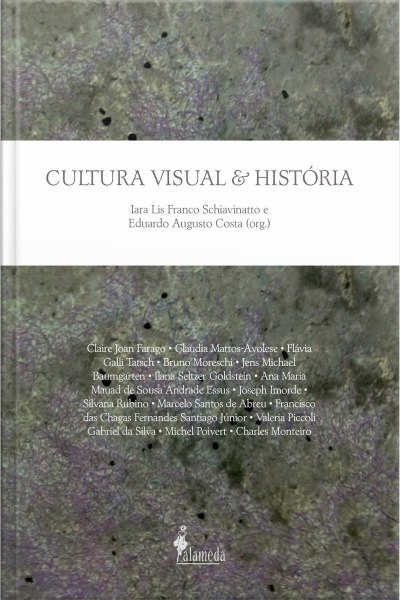 CULTURA VISUAL & HISTÓRIA
Iara Lis Franco Schiavinatto e
Eduardo Augusto Costa (org.)
Claire Joan Farago • Claudia Mattos-Avolese • Flávia
Galli Tatsch • Bruno Moreschi • Jens Michael
Baumgarten • Ilana Seltzer Goldstein • Ana Maria
Mauad de Sousa Andrade Essus • Joseph Imorde •
Silvana Rubino • Marcelo Santos de Abreu • Francisco
das Chagas Fernandes Santiago Júnior • Valeria Piccoli
Gabriel da Silva • Michel Poivert • Charles Monteiro
alameda